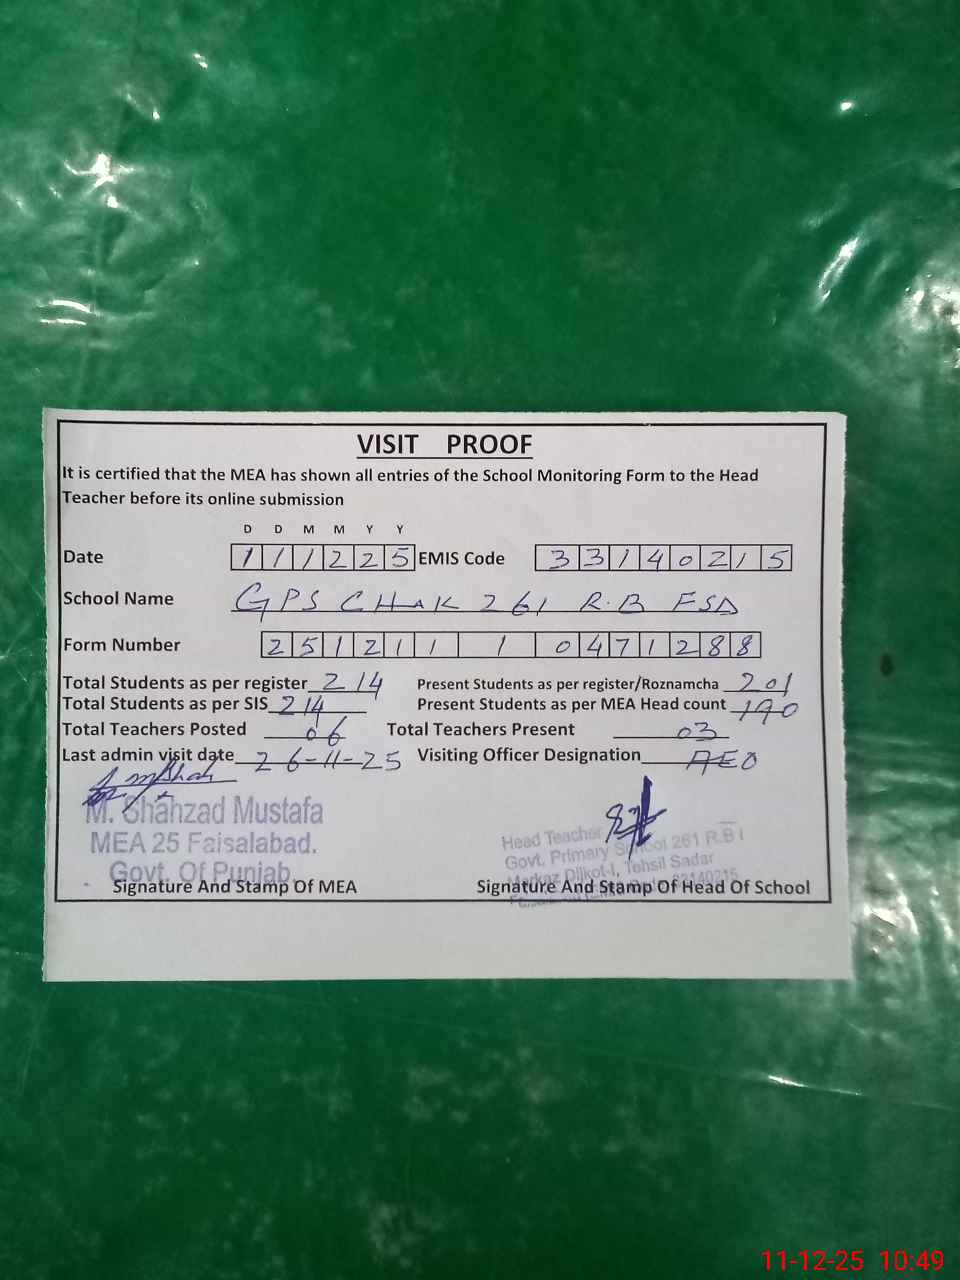 VISIT PROOF
It is certified that the MEA has shown all entries of the School Monitoring Form to the Head
Teacher before its online submission
D D M M Y Y
Date 1 1 1 2 2 5 EMIS Code 3 3 1 4 0 2 1 5
School Name GPS CHAK 261 R.B FSD
Form Number 2 5 1 2 1 1 1 0 4 7 1 2 8 8
Total Students as per register 214 Present Students as per register/Roznamcha 201
Total Students as per SIS 214 Present Students as per MEA Head count 190
Total Teachers Posted 06 Total Teachers Present 03
Last admin visit date 26-11-25 Visiting Officer Designation AEO
M. Shahzad Mustafa
MEA 25 Faisalabad.
Govt. Of Punjab.
Signature And Stamp Of MEA
Head Teacher
Govt. Primary School 261 R.B
Markaz Dijkot-I, Tehsil Sadar
33140215
Signature And Stamp Of Head Of School
11-12-25 10:49